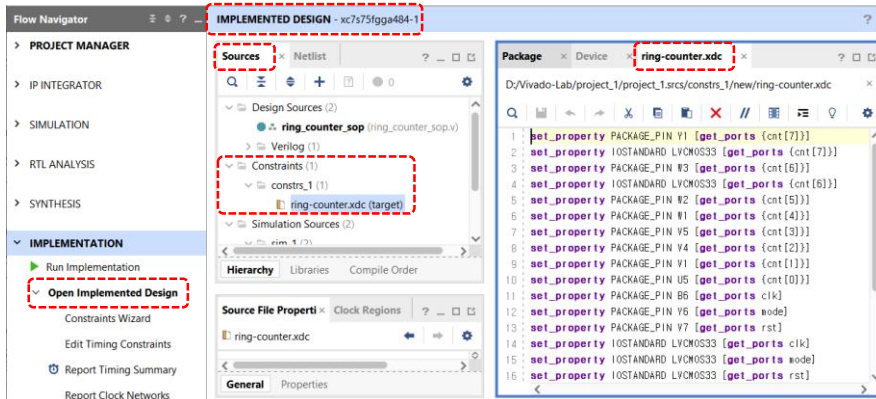 Flow Navigator
?
PROJECT MANAGER
IP INTEGRATOR
SIMULATION
RTL ANALYSIS
SYNTHESIS
IMPLEMENTATION
Run Implementation
Open Implemented Design
Constraints Wizard
Edit Timing Constraints
Report Timing Summary
Report Clock Networks
IMPLEMENTED DESIGN - xc7s75fgga484-1
?
Sources × Netlist ?
0
Design Sources (2)
ring_counter_sop (ring_counter_sop.v)
Verilog (1)
Constraints (1)
constrs_1 (1)
ring-counter.xdc (target)
Simulation Sources (2)
sim_1 (2)
Hierarchy Libraries Compile Order
Source File Properti × Clock Regions ?
ring-counter.xdc
General Properties
Package × Device × ring-counter.xdc × ?
D:/Vivado-Lab/project_1/project_1.srcs/constrs_1/new/ring-counter.xdc ×
1 set_property PACKAGE_PIN Y1 [get_ports {cnt[7]}]
2 set_property IOSTANDARD LVCMOS33 [get_ports {cnt[7]}]
3 set_property PACKAGE_PIN W3 [get_ports {cnt[6]}]
4 set_property IOSTANDARD LVCMOS33 [get_ports {cnt[6]}]
5 set_property PACKAGE_PIN W2 [get_ports {cnt[5]}]
6 set_property PACKAGE_PIN W1 [get_ports {cnt[4]}]
7 set_property PACKAGE_PIN V5 [get_ports {cnt[3]}]
8 set_property PACKAGE_PIN V4 [get_ports {cnt[2]}]
9 set_property PACKAGE_PIN V1 [get_ports {cnt[1]}]
10 set_property PACKAGE_PIN U5 [get_ports {cnt[0]}]
11 set_property PACKAGE_PIN B6 [get_ports clk]
12 set_property PACKAGE_PIN Y6 [get_ports mode]
13 set_property PACKAGE_PIN V7 [get_ports rst]
14 set_property IOSTANDARD LVCMOS33 [get_ports clk]
15 set_property IOSTANDARD LVCMOS33 [get_ports mode]
16 set_property IOSTANDARD LVCMOS33 [get_ports rst]